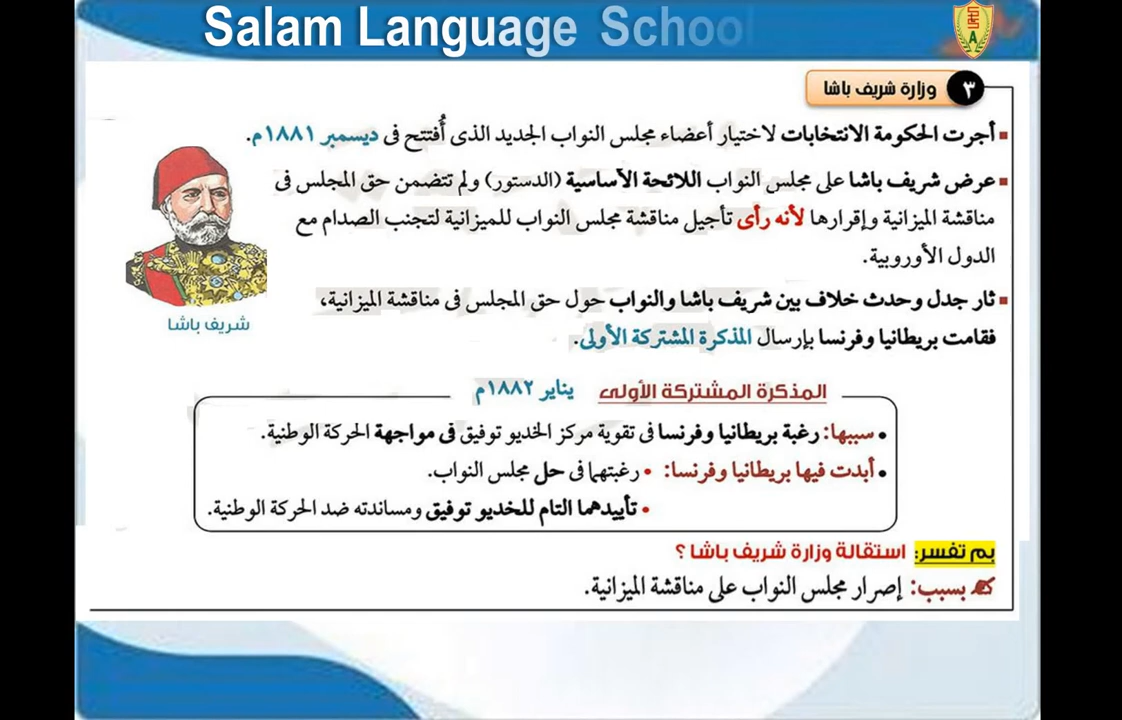 Salam Language School
٣ وزارة شريف باشا
▪ أجرت الحكومة الانتخابات لاختيار أعضاء مجلس النواب الجديد الذى أُفتتح فى ديسمبر ١٨٨١م.
▪ عرض شريف باشا على مجلس النواب اللائحة الأساسية (الدستور) ولم تتضمن حق المجلس فى
مناقشة الميزانية وإقرارها لأنه رأى تأجيل مناقشة مجلس النواب للميزانية لتجنب الصدام مع
الدول الأوروبية.
▪ ثار جدل وحدث خلاف بين شريف باشا والنواب حول حق المجلس فى مناقشة الميزانية،
فقامت بريطانيا وفرنسا بإرسال المذكرة المشتركة الأولى.
شريف باشا
المذكرة المشتركة الأولى يناير ١٨٨٢م
• سببها: رغبة بريطانيا وفرنسا فى تقوية مركز الخديو توفيق فى مواجهة الحركة الوطنية.
• أبدت فيها بريطانيا وفرنسا: • رغبتهما فى حل مجلس النواب.
• تأييدهما التام للخديو توفيق ومساندته ضد الحركة الوطنية.
بم تفسر: استقالة وزارة شريف باشا ؟
بسبب: إصرار مجلس النواب على مناقشة الميزانية.